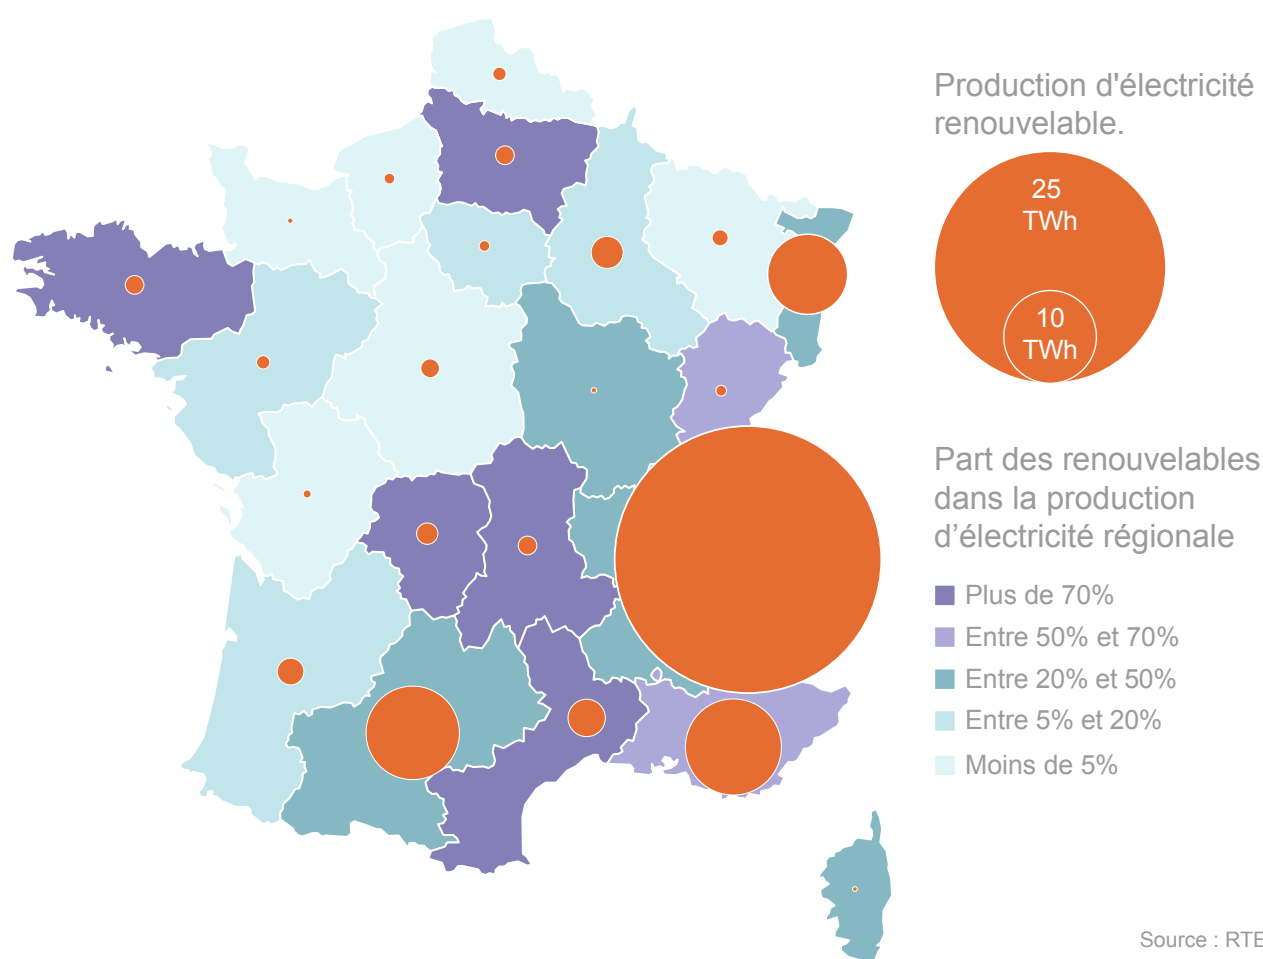 Production d'électricité
renouvelable.
25
TWh
10
TWh
Part des renouvelables
dans la production
d’électricité régionale
Plus de 70%
Entre 50% et 70%
Entre 20% et 50%
Entre 5% et 20%
Moins de 5%
Source : RTE